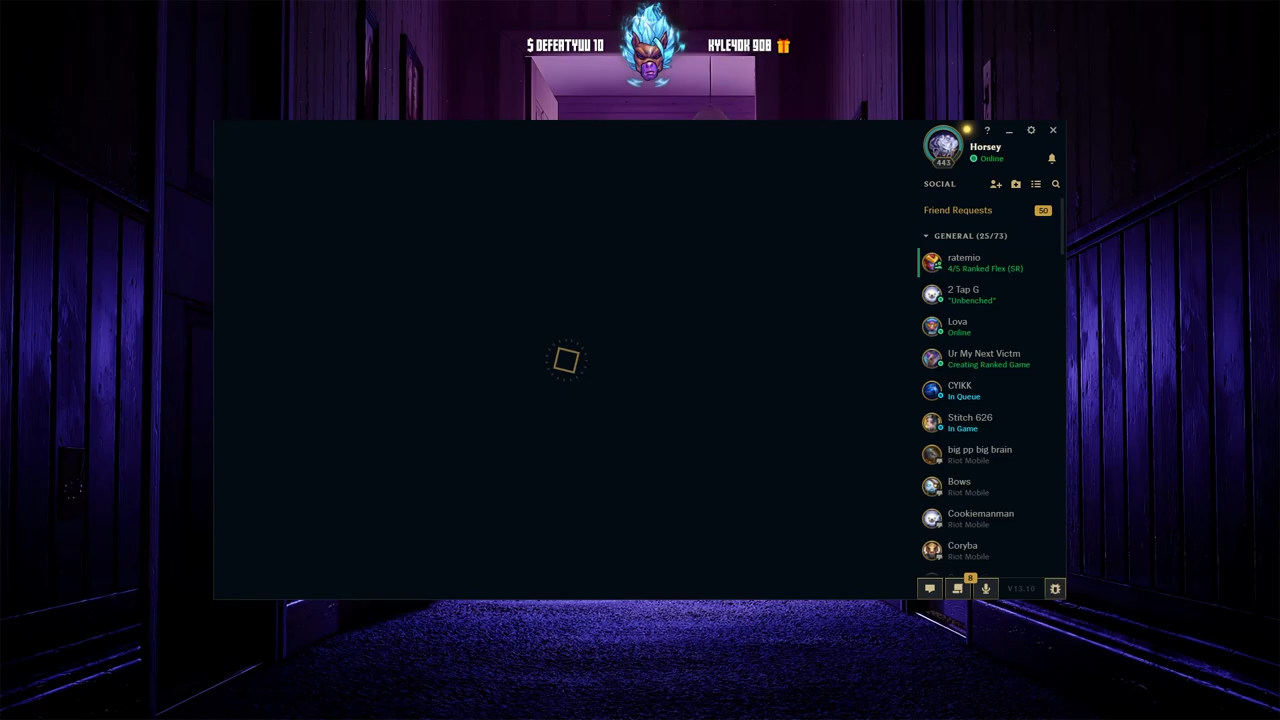 $ DEFERTYUU 10
KYLE40K 908
?
Horsey
443
Online
SOCIAL
Friend Requests
50
GENERAL (25/73)
ratemio
4/5 Ranked Flex (SR)
2 Tap G
"Unbenched"
Lova
Online
Ur My Next Victm
Creating Ranked Game
CYIKK
In Queue
Stitch 626
In Game
big pp big brain
Riot Mobile
Bows
Riot Mobile
Cookiemanman
Riot Mobile
Coryba
Riot Mobile
8
V13.10